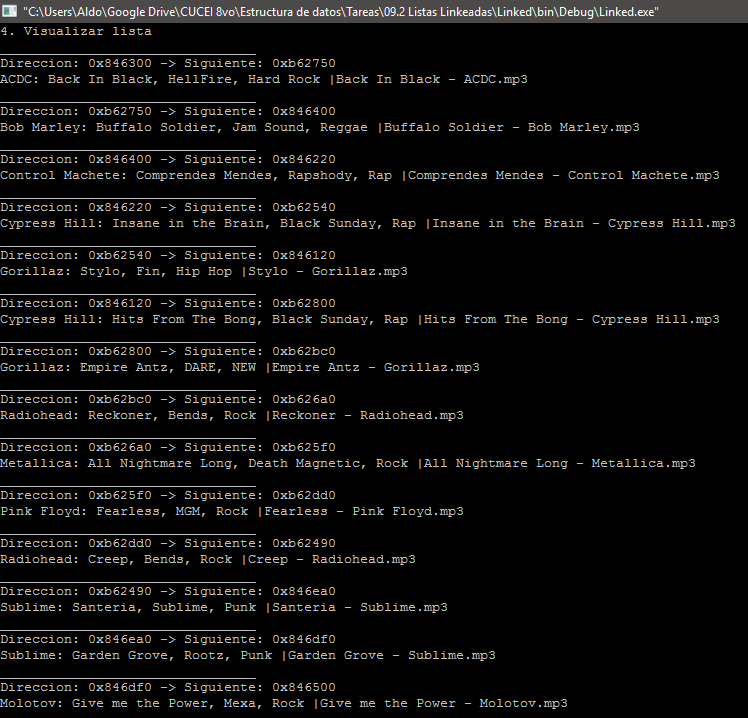 "C:\Users\Aldo\Google Drive\CUCEI 8vo\Estructura de datos\Tareas\09.2 Listas Linkeadas\Linked\bin\Debug\Linked.exe"
4. Visualizar lista
________________________________
Direccion: 0x846300 -> Siguiente: 0xb62750
ACDC: Back In Black, HellFire, Hard Rock |Back In Black - ACDC.mp3
________________________________
Direccion: 0xb62750 -> Siguiente: 0x846400
Bob Marley: Buffalo Soldier, Jam Sound, Reggae |Buffalo Soldier - Bob Marley.mp3
________________________________
Direccion: 0x846400 -> Siguiente: 0x846220
Control Machete: Comprendes Mendes, Rapshody, Rap |Comprendes Mendes - Control Machete.mp3
________________________________
Direccion: 0x846220 -> Siguiente: 0xb62540
Cypress Hill: Insane in the Brain, Black Sunday, Rap |Insane in the Brain - Cypress Hill.mp3
________________________________
Direccion: 0xb62540 -> Siguiente: 0x846120
Gorillaz: Stylo, Fin, Hip Hop |Stylo - Gorillaz.mp3
________________________________
Direccion: 0x846120 -> Siguiente: 0xb62800
Cypress Hill: Hits From The Bong, Black Sunday, Rap |Hits From The Bong - Cypress Hill.mp3
________________________________
Direccion: 0xb62800 -> Siguiente: 0xb62bc0
Gorillaz: Empire Antz, DARE, NEW |Empire Antz - Gorillaz.mp3
________________________________
Direccion: 0xb62bc0 -> Siguiente: 0xb626a0
Radiohead: Reckoner, Bends, Rock |Reckoner - Radiohead.mp3
________________________________
Direccion: 0xb626a0 -> Siguiente: 0xb625f0
Metallica: All Nightmare Long, Death Magnetic, Rock |All Nightmare Long - Metallica.mp3
________________________________
Direccion: 0xb625f0 -> Siguiente: 0xb62dd0
Pink Floyd: Fearless, MGM, Rock |Fearless - Pink Floyd.mp3
________________________________
Direccion: 0xb62dd0 -> Siguiente: 0xb62490
Radiohead: Creep, Bends, Rock |Creep - Radiohead.mp3
________________________________
Direccion: 0xb62490 -> Siguiente: 0x846ea0
Sublime: Santeria, Sublime, Punk |Santeria - Sublime.mp3
________________________________
Direccion: 0x846ea0 -> Siguiente: 0x846df0
Sublime: Garden Grove, Rootz, Punk |Garden Grove - Sublime.mp3
________________________________
Direccion: 0x846df0 -> Siguiente: 0x846500
Molotov: Give me the Power, Mexa, Rock |Give me the Power - Molotov.mp3